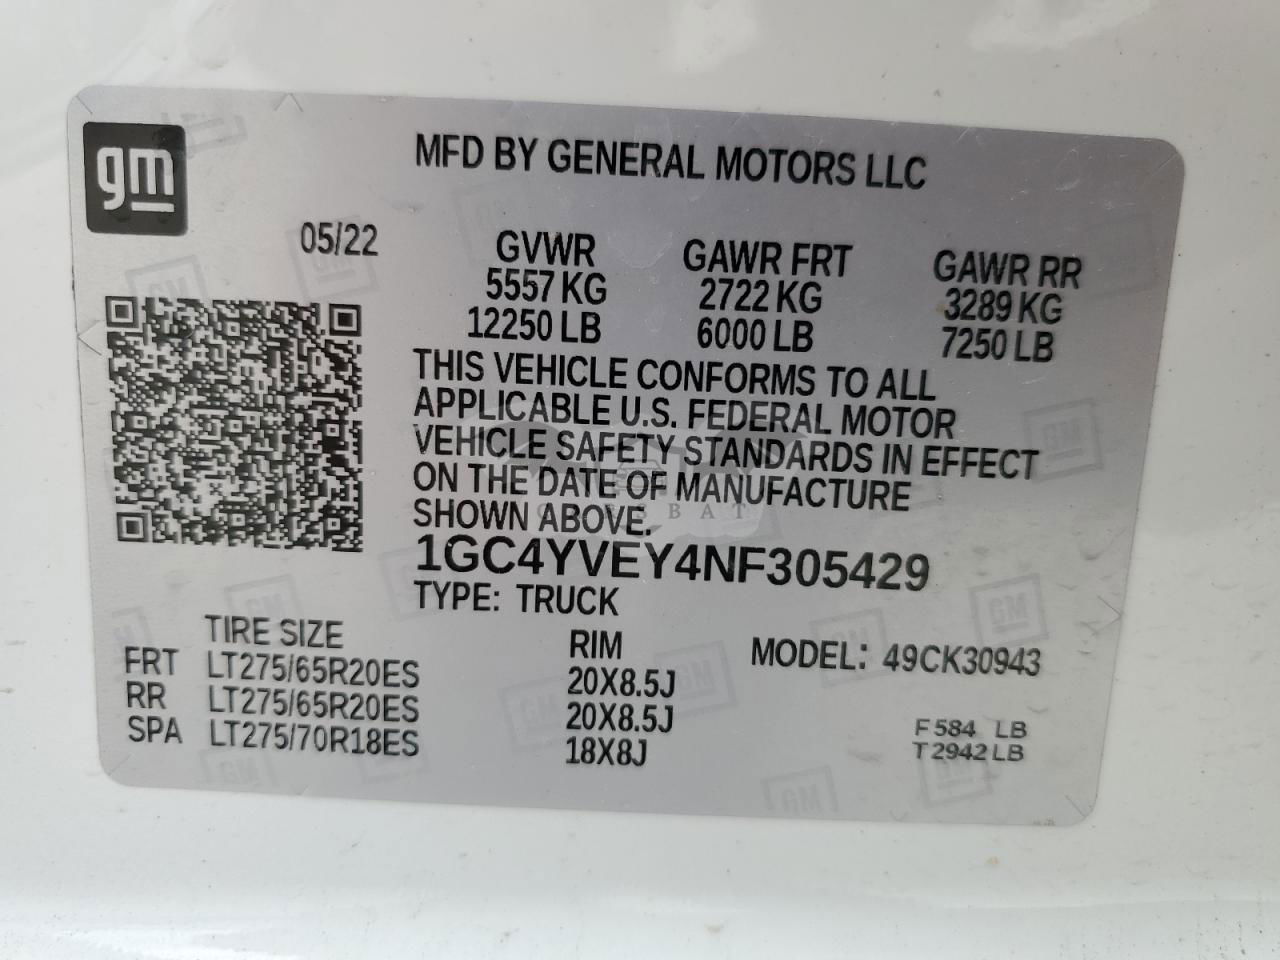 gm
MFD BY GENERAL MOTORS LLC
05/22
GVWR GAWR FRT GAWR RR
5557 KG 2722 KG 3289 KG
12250 LB 6000 LB 7250 LB
THIS VEHICLE CONFORMS TO ALL
APPLICABLE U.S. FEDERAL MOTOR
VEHICLE SAFETY STANDARDS IN EFFECT
ON THE DATE OF MANUFACTURE
SHOWN ABOVE.
1GC4YVEY4NF305429
TYPE: TRUCK
TIRE SIZE RIM MODEL: 49CK30943
FRT LT275/65R20ES 20X8.5J
RR LT275/65R20ES 20X8.5J
SPA LT275/70R18ES 18X8J
F 584 LB
T 2942 LB